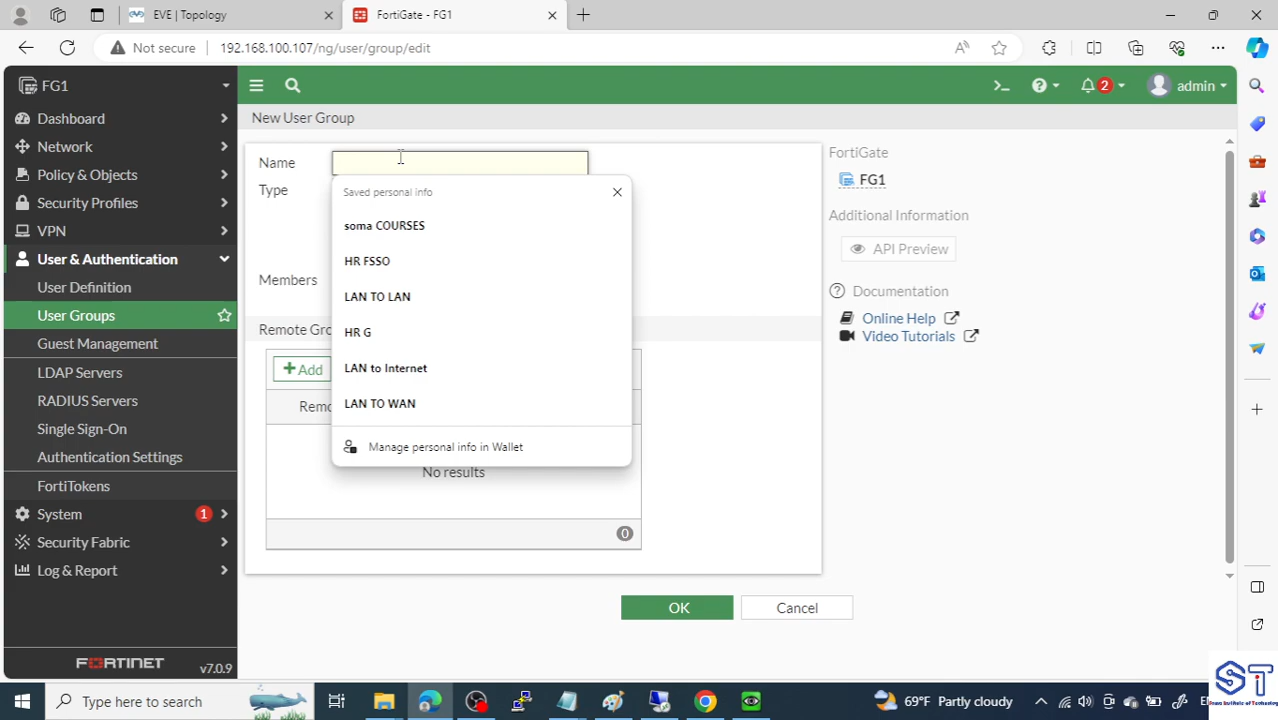 EVE | Topology
FortiGate - FG1
Not secure
192.168.100.107/ng/user/group/edit
FG1
admin
2
Dashboard
Network
Policy & Objects
Security Profiles
VPN
User & Authentication
User Definition
User Groups
Guest Management
LDAP Servers
RADIUS Servers
Single Sign-On
Authentication Settings
FortiTokens
System
1
Security Fabric
Log & Report
FORTINET
v7.0.9
New User Group
Name
Type
Members
Saved personal info
soma COURSES
HR FSSO
LAN TO LAN
HR G
LAN to Internet
LAN TO WAN
Manage personal info in Wallet
Remote Gro
Add
Remo
No results
0
OK
Cancel
FortiGate
FG1
Additional Information
API Preview
Documentation
Online Help
Video Tutorials
Type here to search
69°F Partly cloudy
SiT